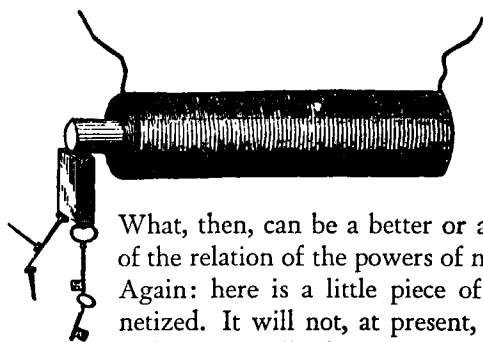 What, then, can be a better or a
of the relation of the powers of n
Again: here is a little piece of
netized. It will not, at present,